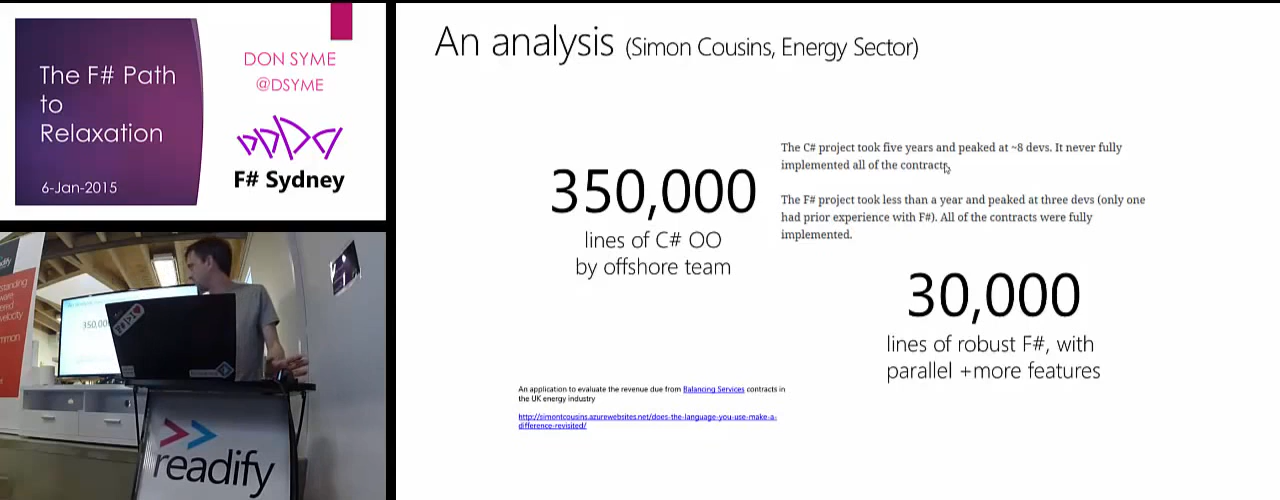 The F# Path
to
Relaxation
6-Jan-2015
DON SYME
@DSYME
F# Sydney
An analysis (Simon Cousins, Energy Sector)
350,000
lines of C# OO
by offshore team
The C# project took five years and peaked at ~8 devs. It never fully
implemented all of the contracts.
The F# project took less than a year and peaked at three devs (only one
had prior experience with F#). All of the contracts were fully
implemented.
30,000
lines of robust F#, with
parallel +more features
An application to evaluate the revenue due from Balancing Services contracts in
the UK energy industry
http://simontcousins.azurewebsites.net/does-the-language-you-use-make-a-
difference-revisited/
readify